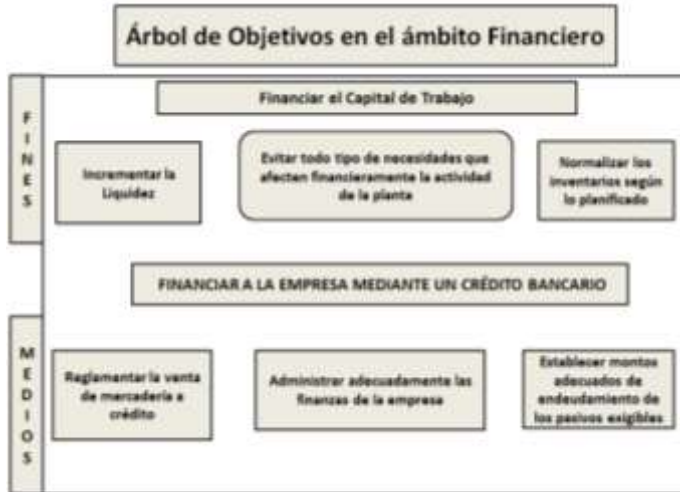 Árbol de Objetivos en el ámbito Financiero
FINES
Financiar el Capital de Trabajo
Incrementar la
Liquidez
Evitar todo tipo de necesidades que
afecten financieramente la actividad
de la planta
Normalizar los
inventarios según
lo planificado
FINANCIAR A LA EMPRESA MEDIANTE UN CRÉDITO BANCARIO
MEDIOS
Reglamentar la venta
de mercadería a
crédito
Administrar adecuadamente las
finanzas de la empresa
Establecer montos
adecuados de
endeudamiento de
los pasivos exigibles